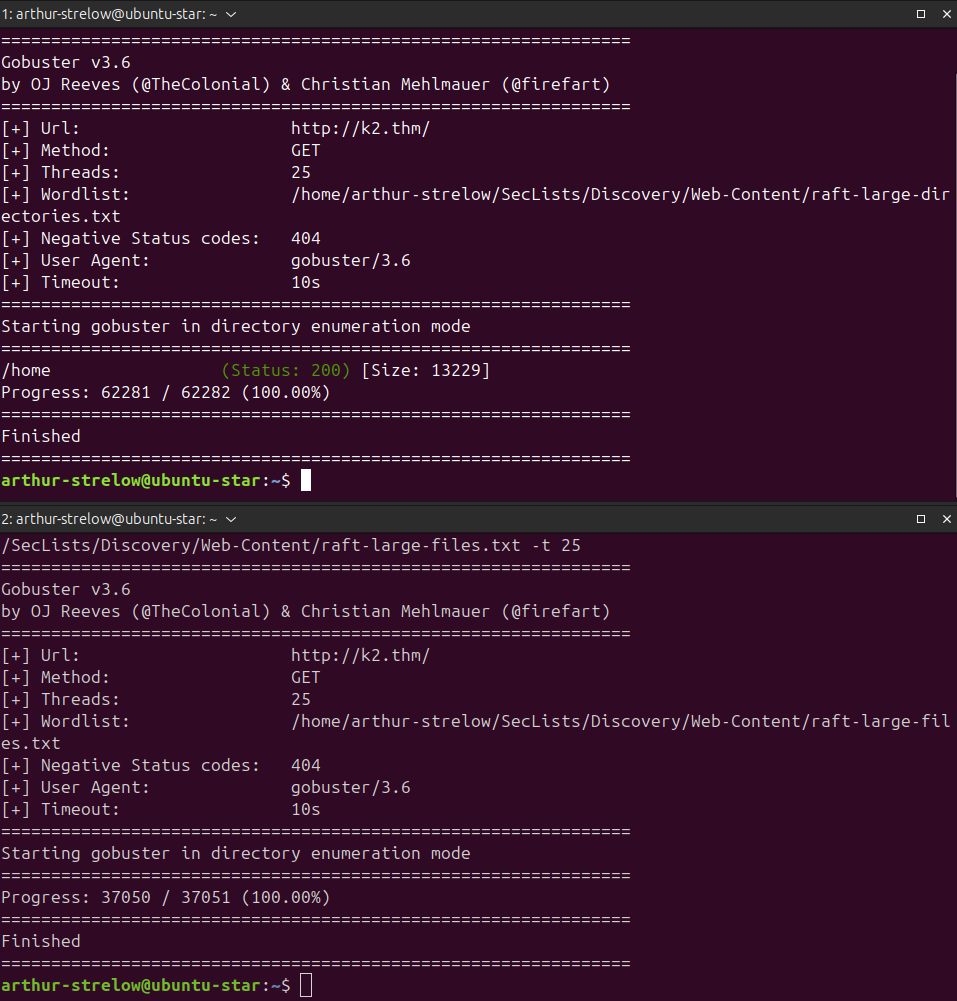 1: arthur-strelow@ubuntu-star: ~
===============================================================
Gobuster v3.6
by OJ Reeves (@TheColonial) & Christian Mehlmauer (@firefart)
===============================================================
[+] Url:                     http://k2.thm/
[+] Method:                  GET
[+] Threads:                 25
[+] Wordlist:                /home/arthur-strelow/SecLists/Discovery/Web-Content/raft-large-dir
ectories.txt
[+] Negative Status codes:   404
[+] User Agent:              gobuster/3.6
[+] Timeout:                 10s
===============================================================
Starting gobuster in directory enumeration mode
===============================================================
/home                 (Status: 200) [Size: 13229]
Progress: 62281 / 62282 (100.00%)
===============================================================
Finished
===============================================================
arthur-strelow@ubuntu-star:~$
2: arthur-strelow@ubuntu-star: ~
/SecLists/Discovery/Web-Content/raft-large-files.txt -t 25
===============================================================
Gobuster v3.6
by OJ Reeves (@TheColonial) & Christian Mehlmauer (@firefart)
===============================================================
[+] Url:                     http://k2.thm/
[+] Method:                  GET
[+] Threads:                 25
[+] Wordlist:                /home/arthur-strelow/SecLists/Discovery/Web-Content/raft-large-fil
es.txt
[+] Negative Status codes:   404
[+] User Agent:              gobuster/3.6
[+] Timeout:                 10s
===============================================================
Starting gobuster in directory enumeration mode
===============================================================
Progress: 37050 / 37051 (100.00%)
===============================================================
Finished
===============================================================
arthur-strelow@ubuntu-star:~$